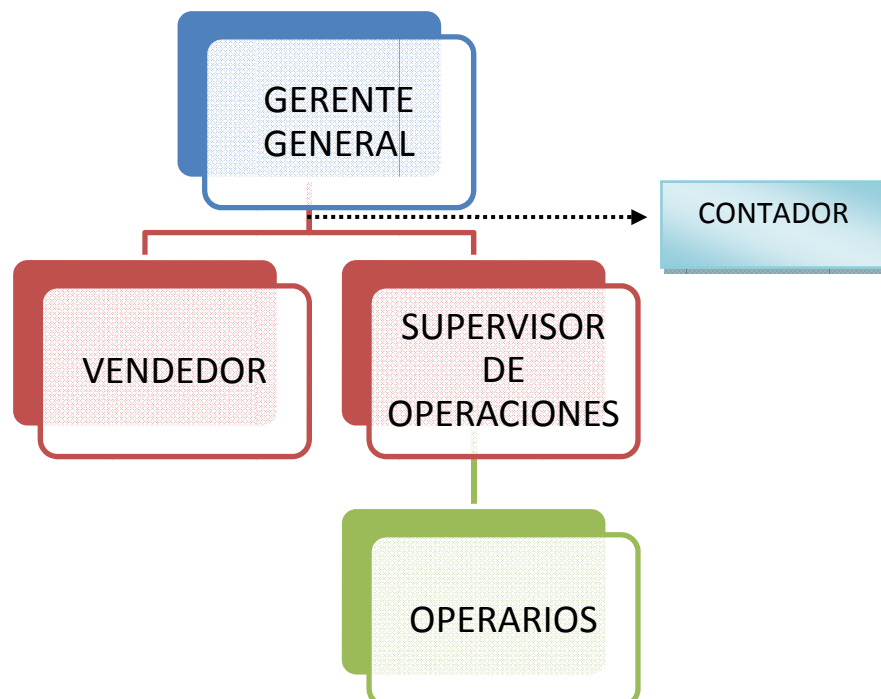 GERENTE
GENERAL
CONTADOR
VENDEDOR
SUPERVISOR
DE
OPERACIONES
OPERARIOS